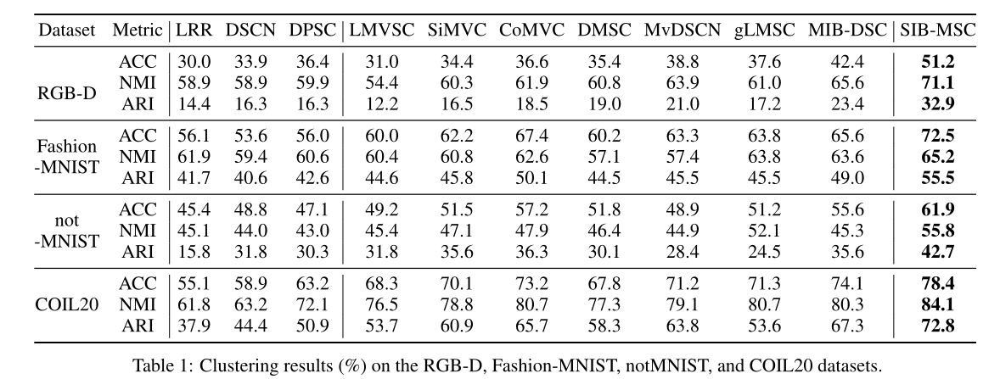 Dataset Metric LRR DSCN DPSC LMVSC SiMVC CoMVC DMSC MvDSCN gLMSC MIB-DSC SIB-MSC
RGB-D
ACC 30.0 33.9 36.4 31.0 34.4 36.6 35.4 38.8 37.6 42.4 51.2
NMI 58.9 58.9 59.9 54.4 60.3 61.9 60.8 63.9 61.0 65.6 71.1
ARI 14.4 16.3 16.3 12.2 16.5 18.5 19.0 21.0 17.2 23.4 32.9
Fashion
-MNIST
ACC 56.1 53.6 56.0 60.0 62.2 67.4 60.2 63.3 63.8 65.6 72.5
NMI 61.9 59.4 60.6 60.4 60.8 62.6 57.1 57.4 63.8 63.6 65.2
ARI 41.7 40.6 42.6 44.6 45.8 50.1 44.5 45.5 45.5 49.0 55.5
not
-MNIST
ACC 45.4 48.8 47.1 49.2 51.5 57.2 51.8 48.9 51.2 55.6 61.9
NMI 45.1 44.0 43.0 45.4 47.1 47.9 46.4 44.9 52.1 45.3 55.8
ARI 15.8 31.8 30.3 31.8 35.6 36.3 30.1 28.4 24.5 35.6 42.7
COIL20
ACC 55.1 58.9 63.2 68.3 70.1 73.2 67.8 71.2 71.3 74.1 78.4
NMI 61.8 63.2 72.1 76.5 78.8 80.7 77.3 79.1 80.7 80.3 84.1
ARI 37.9 44.4 50.9 53.7 60.9 65.7 58.3 63.8 53.6 67.3 72.8
Table 1: Clustering results (%) on the RGB-D, Fashion-MNIST, notMNIST, and COIL20 datasets.